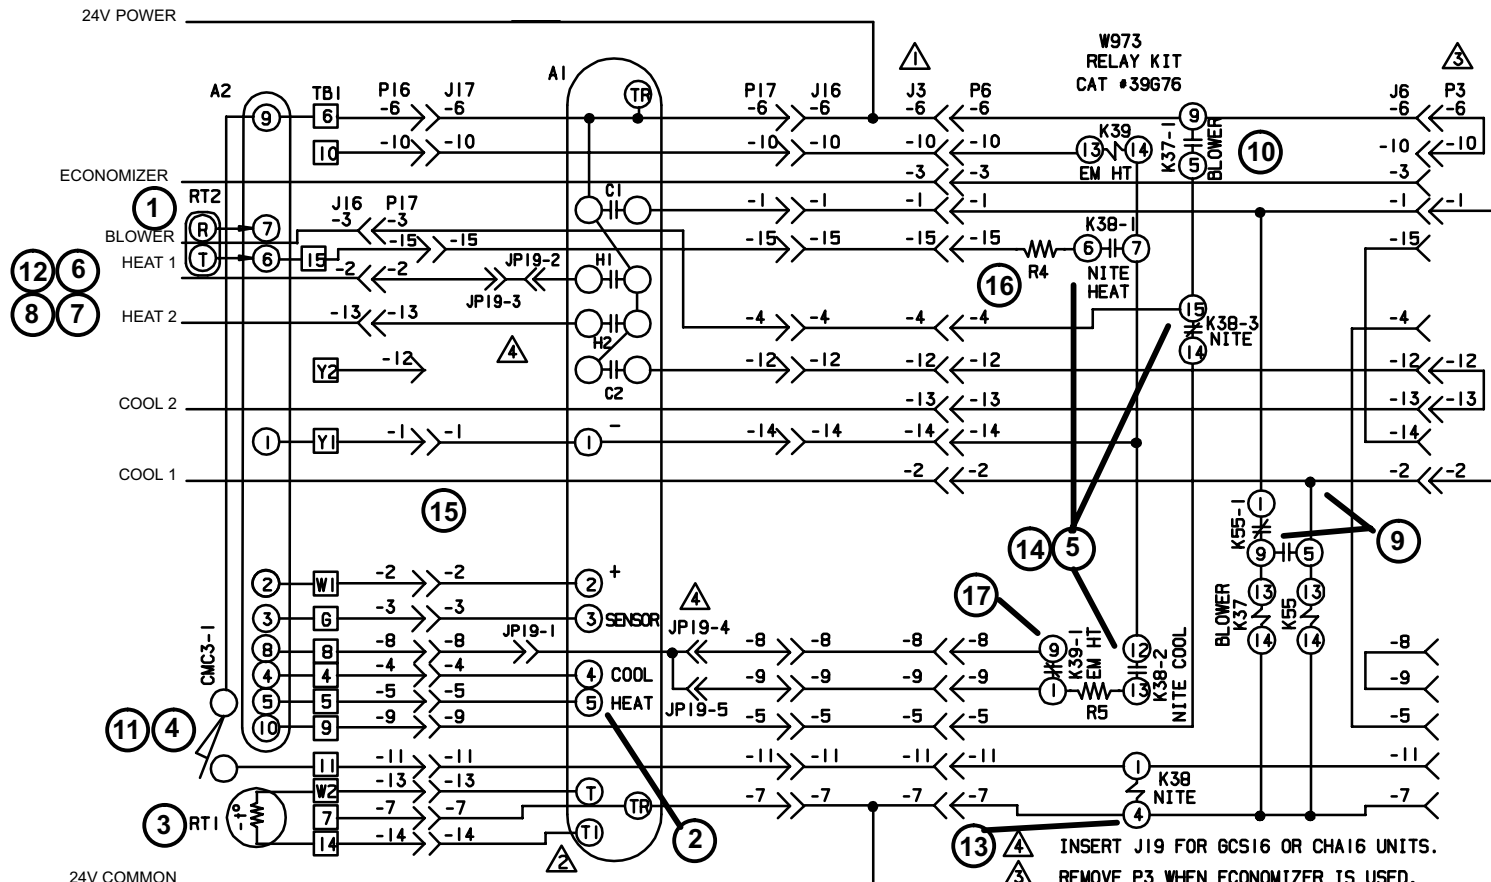 24V POWER
W973
RELAY KIT
CAT #39G76
1
3
A2 TB1 P16 J17 A1 TR P17 J16 J3 P6 J6 P3
9 6 -6 -6 -6 -6 -6 -6 9 -6 -6
10 -10 -10 -10 -10 -10 -10 13 K39 14 K37-1 BLOWER 10 -10 -10
EM HT 5
ECONOMIZER -3 -3 -3
1 RT2 J16 P17 C1 -1 -1 -1 -1 -1 -1
R 7 -3 -3
BLOWER
T 6 15 -15 -15 -15 -15 -15 -15 R4 6 K38-1 7 -15
12 6 HEAT 1 -2 -2 JP19-2 H1 16 NITE
HEAT
JP19-3
8 7 HEAT 2 -13 -13 H2 -4 -4 -4 -4 15 K38-3 -4
NITE
14
4
Y2 -12 C2 -12 -12 -12 -12 -12 -12
COOL 2 -13 -13 -13 -13
1 Y1 -1 -1 1 - -14 -14 -14 -14 -14
COOL 1 -2 -2 -2 -2
15
K55-1 1
14 5 9 5 9
2 W1 -2 -2 2 +
17 BLOWER K37 13 K55 13
3 G -3 -3 3 SENSOR 4
8 8 -8 -8 JP19-1 JP19-4 -8 -8 -8 -8 9 K39-1 EM HT 12 K38-2 NITE COOL 14 14 -8
CMC3-1
4 4 -4 -4 4 COOL -9 -9 -9 -9 1 R5 13 -9
5 5 -5 -5 5 HEAT JP19-5
11 4 10 9 -9 -9 -5 -5 -5 -5 -5
11 -11 -11 -11 -11 -11 -11 1 K38 -11
NITE
W2 -13 -13 T
3 RT1 -t° 7 -7 -7 TR -7 -7 -7 -7 4 -7
14 -14 -14 T1 2
2
13 4 INSERT J19 FOR GCS16 OR CHA16 UNITS.
24V COMMON
3 REMOVE P3 WHEN ECONOMIZER IS USED.